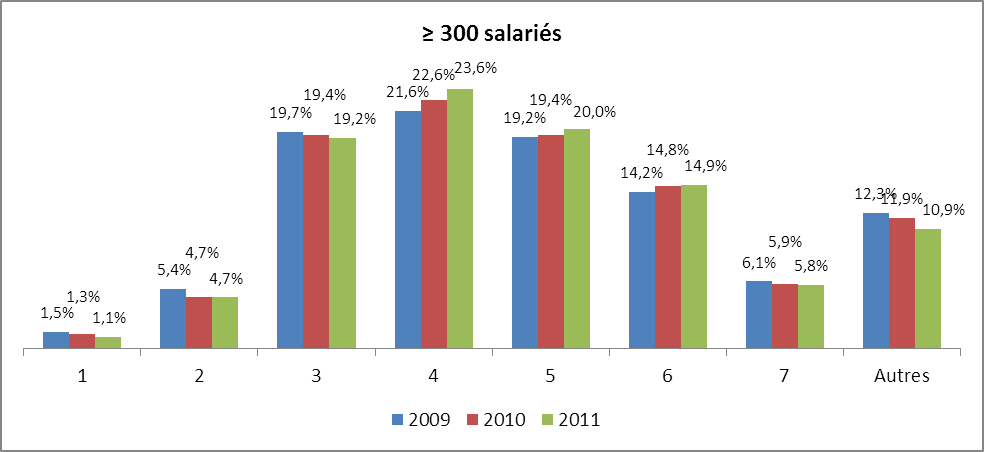 ≥ 300 salariés
1,5% 1,3% 1,1%
5,4% 4,7% 4,7%
19,7% 19,4% 19,2%
21,6% 22,6% 23,6%
19,2% 19,4% 20,0%
14,2% 14,8% 14,9%
6,1% 5,9% 5,8%
12,3% 11,9% 10,9%
1 2 3 4 5 6 7 Autres
2009 2010 2011